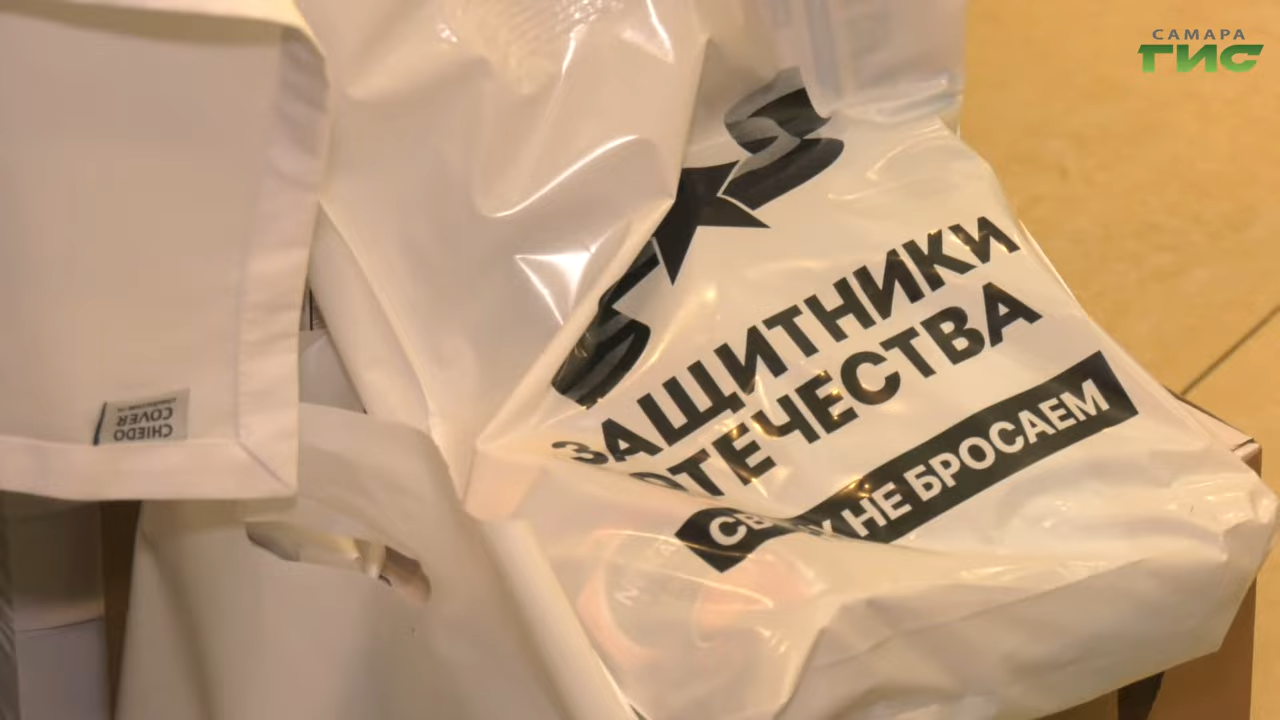 САМАРА
ГИС
ЗАЩИТНИКИ
ОТЕЧЕСТВА
НЕ БРОСАЕМ
CHIEDO
COVER